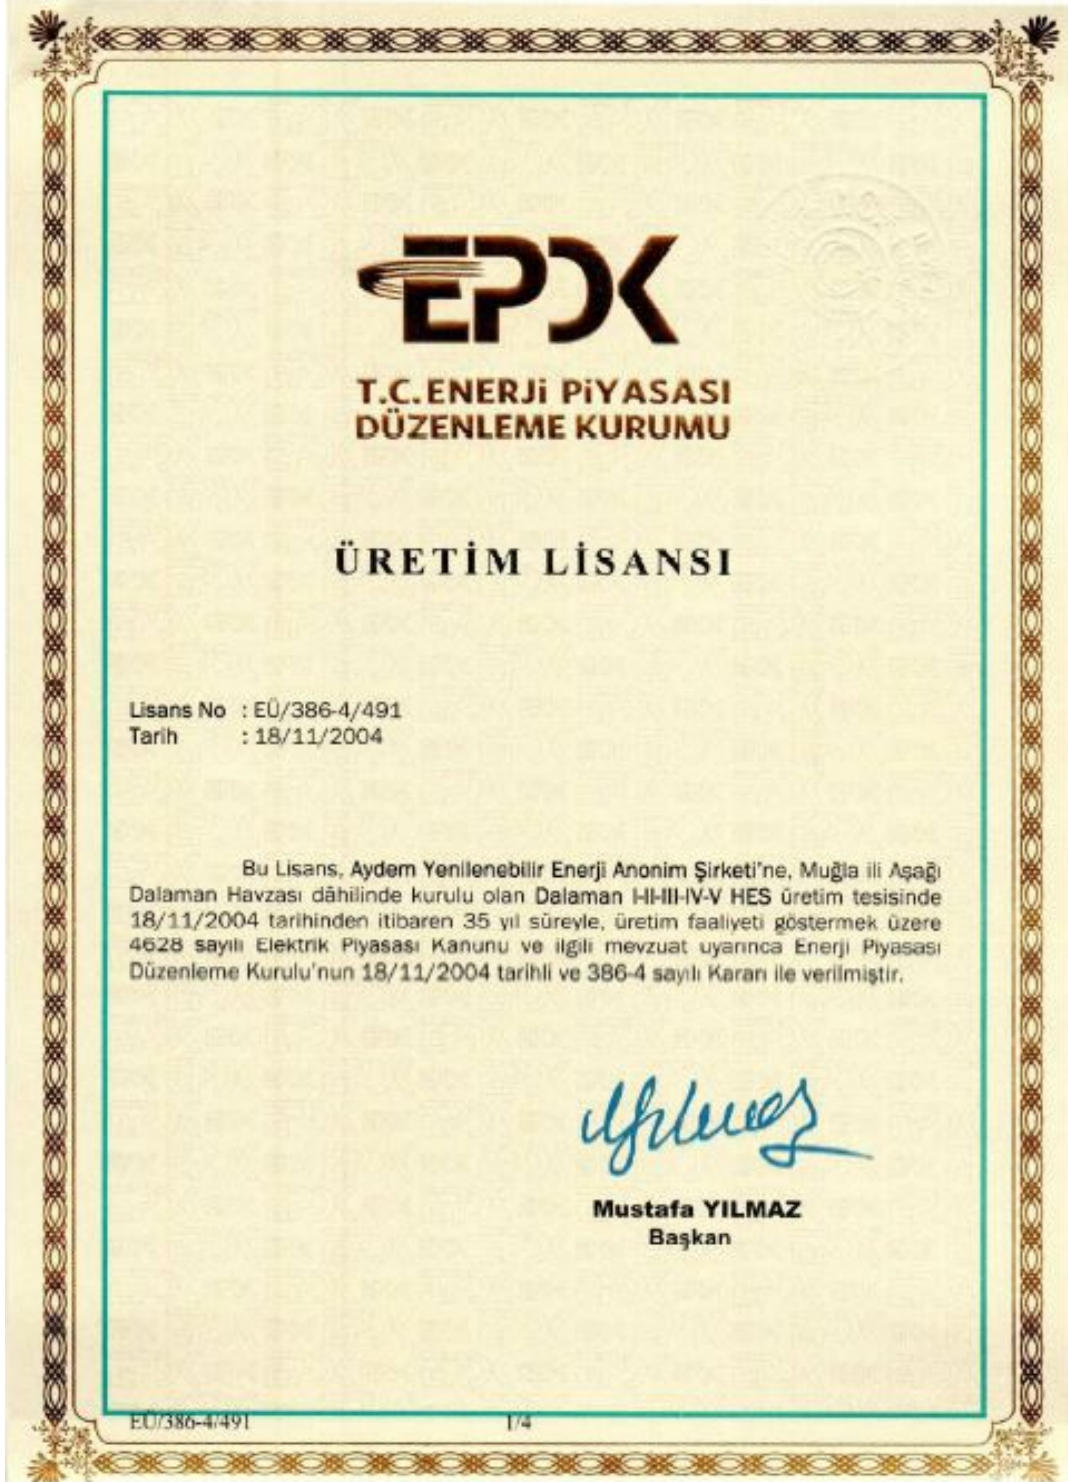 EPDK
T.C. ENERJi PiYASASI
DÜZENLEME KURUMU
ÜRETİM LİSANSI
Lisans No : EÜ/386-4/491
Tarih : 18/11/2004
Bu Lisans, Aydem Yenilenebilir Enerji Anonim Şirketi'ne, Muğla ili Aşağı
Dalaman Havzası dâhilinde kurulu olan Dalaman I-II-III-IV-V HES üretim tesisinde
18/11/2004 tarihinden itibaren 35 yıl süreyle, üretim faaliyeti göstermek üzere
4628 sayılı Elektrik Piyasası Kanunu ve ilgili mevzuat uyarınca Enerji Piyasası
Düzenleme Kurulu'nun 18/11/2004 tarihli ve 386-4 sayılı Kararı ile verilmiştir.
Mustafa YILMAZ
Başkan
EÜ/386-4/491 1/4